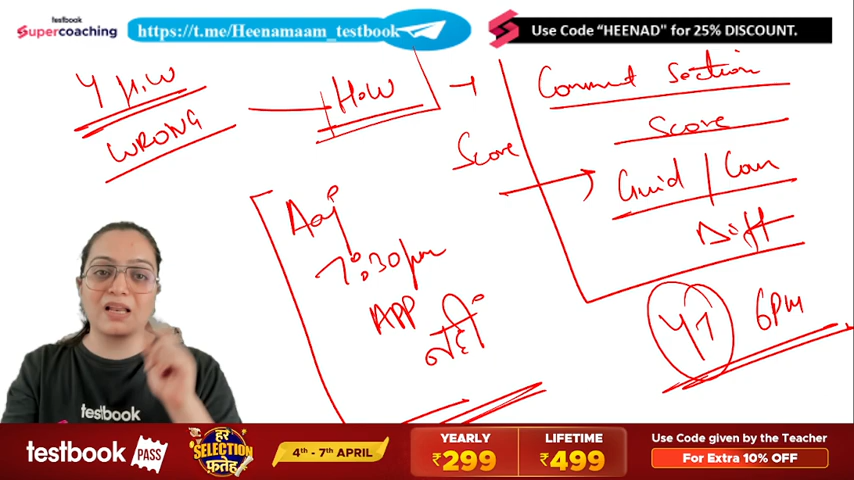 testbook
Supercoaching
https://t.me/Heenamaam_testbook
Use Code “HEENAD" for 25% DISCOUNT.
Y H.W
WRONG
H.W
Score
Comment Section
Score
Guid / Com
Diff
Aaj
7:30pm
APP
नहीं
YT
6PM
testbook
testbook PASS
हर SELECTION फतेह
4th - 7th APRIL
YEARLY
₹299
LIFETIME
₹499
Use Code given by the Teacher
For Extra 10% OFF